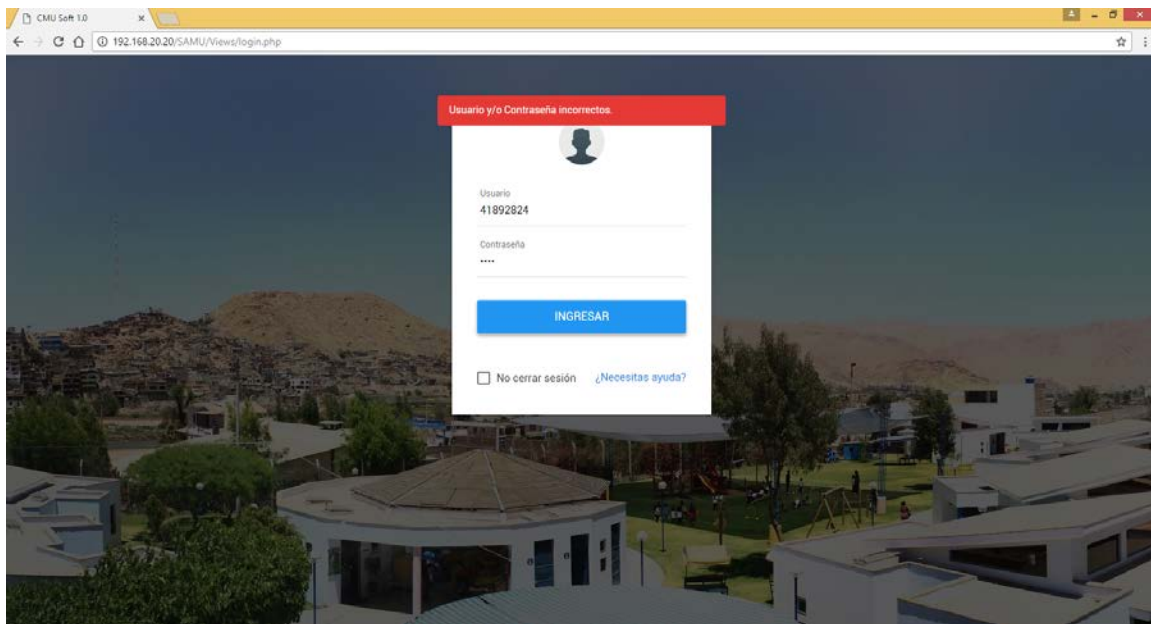 CMU Soft 1.0
192.168.20.20/SAMU/Views/login.php
Usuario y/o Contraseña incorrectos.
Usuario
41892824
Contraseña
••••
INGRESAR
No cerrar sesión ¿Necesitas ayuda?